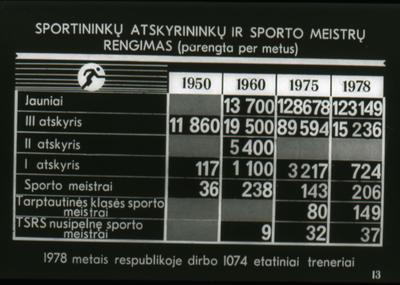 SPORTININKŲ ATSKYRININKŲ IR SPORTO MEISTRŲ
RENGIMAS (parengta per metus)
1950 1960 1975 1978
Jauniai 13 700 128678 123149
III atskyris 11 860 19 500 89 594 15 236
II atskyris 5 400
I atskyris 117 1 100 3 217 724
Sporto meistrai 36 238 143 206
Tarptautinės klasės sporto
meistrai 80 149
TSRS nusipelnę sporto
meistrai 9 32 37
1978 metais respublikoje dirbo 1074 etatiniai treneriai
13